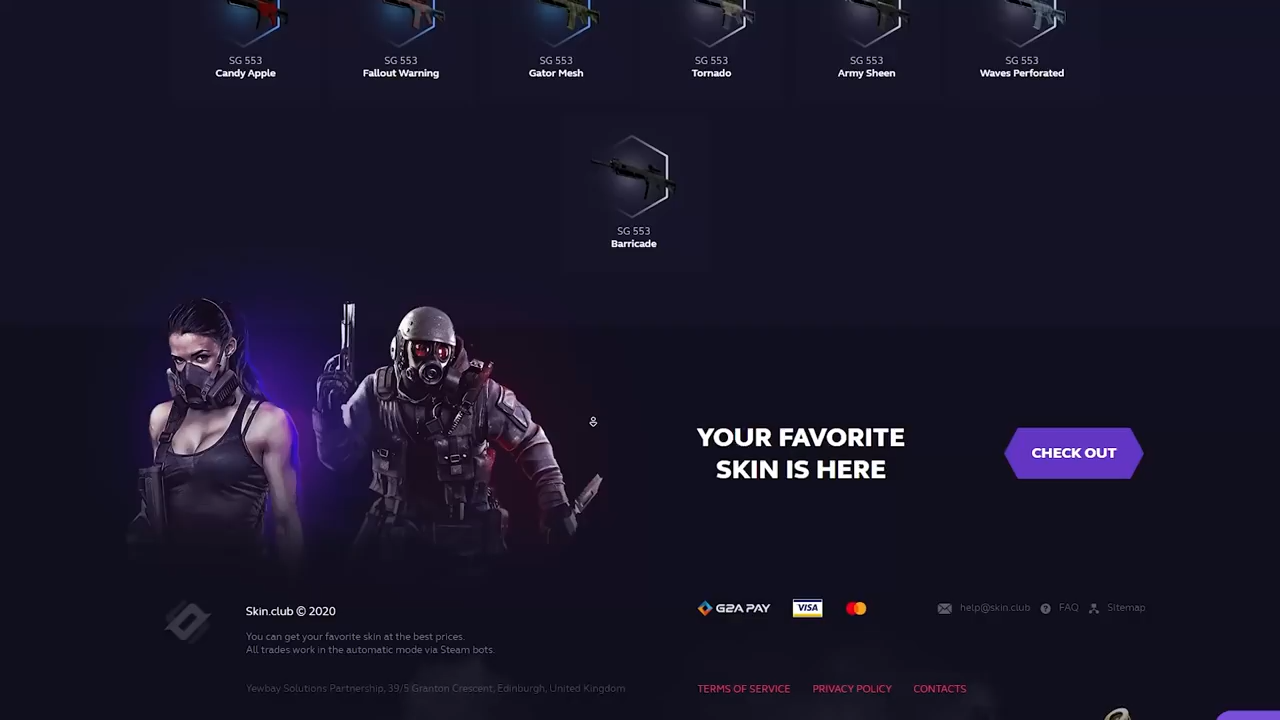 SG 553
Candy Apple
SG 553
Fallout Warning
SG 553
Gator Mesh
SG 553
Tornado
SG 553
Army Sheen
SG 553
Waves Perforated
SG 553
Barricade
YOUR FAVORITE
SKIN IS HERE
CHECK OUT
Skin.club © 2020
You can get your favorite skin at the best prices.
All trades work in the automatic mode via Steam bots.
G2A PAY
VISA
help@skin.club
FAQ
Sitemap
Yewbay Solutions Partnership, 39/5 Granton Crescent, Edinburgh, United Kingdom
TERMS OF SERVICE
PRIVACY POLICY
CONTACTS